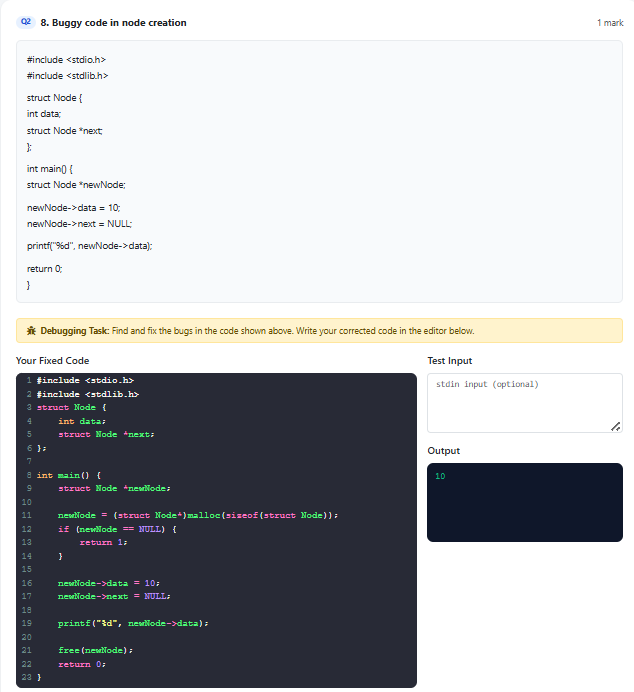 Q2 8. Buggy code in node creation 1 mark
#include <stdio.h>
#include <stdlib.h>
struct Node {
int data;
struct Node *next;
};
int main() {
struct Node *newNode;
newNode->data = 10;
newNode->next = NULL;
printf("%d", newNode->data);
return 0;
}
Debugging Task: Find and fix the bugs in the code shown above. Write your corrected code in the editor below.
Your Fixed Code
1 #include <stdio.h>
2 #include <stdlib.h>
3 struct Node {
4     int data;
5     struct Node *next;
6 };
7
8 int main() {
9     struct Node *newNode;
10
11     newNode = (struct Node*)malloc(sizeof(struct Node));
12     if (newNode == NULL) {
13         return 1;
14     }
15
16     newNode->data = 10;
17     newNode->next = NULL;
18
19     printf("%d", newNode->data);
20
21     free(newNode);
22     return 0;
23 }
Test Input
stdin input (optional)
Output
10